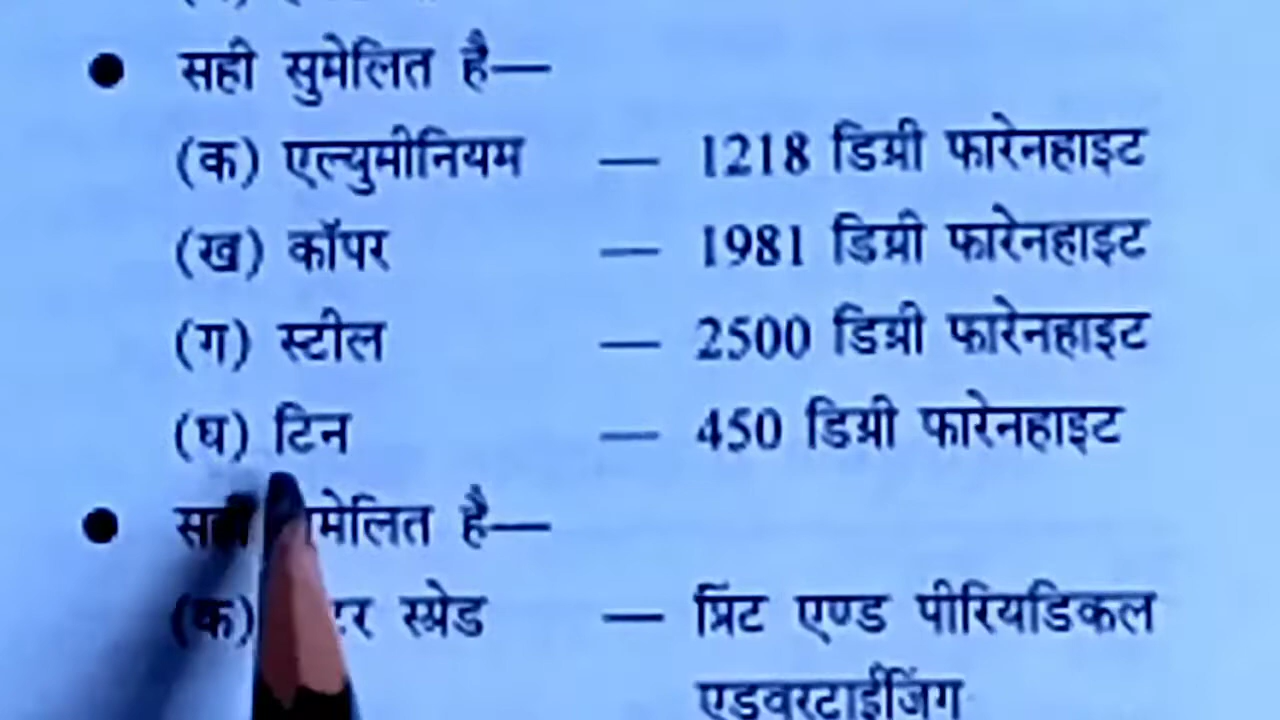 ● सही सुमेलित है—
(क) एल्युमीनियम — 1218 डिग्री फारेनहाइट
(ख) कॉपर — 1981 डिग्री फारेनहाइट
(ग) स्टील — 2500 डिग्री फारेनहाइट
(घ) टिन — 450 डिग्री फारेनहाइट
● है—
(क) स्प्रेड — प्रिंट एण्ड पीरियडिकल
एडवरटाईजिंग